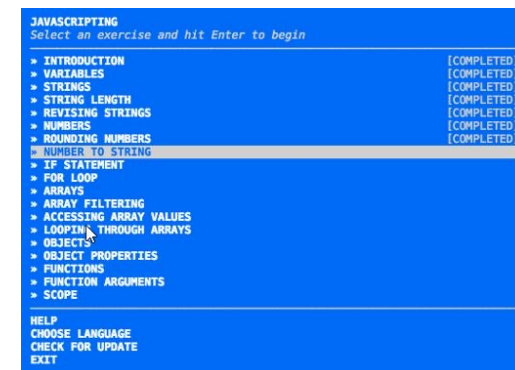 JAVASCRIPTING
Select an exercise and hit Enter to begin
» INTRODUCTION [COMPLETED]
» VARIABLES [COMPLETED]
» STRINGS [COMPLETED]
» STRING LENGTH [COMPLETED]
» REVISING STRINGS [COMPLETED]
» NUMBERS [COMPLETED]
» ROUNDING NUMBERS [COMPLETED]
» NUMBER TO STRING
» IF STATEMENT
» FOR LOOP
» ARRAYS
» ARRAY FILTERING
» ACCESSING ARRAY VALUES
» LOOPING THROUGH ARRAYS
» OBJECTS
» OBJECT PROPERTIES
» FUNCTIONS
» FUNCTION ARGUMENTS
» SCOPE
HELP
CHOOSE LANGUAGE
CHECK FOR UPDATE
EXIT